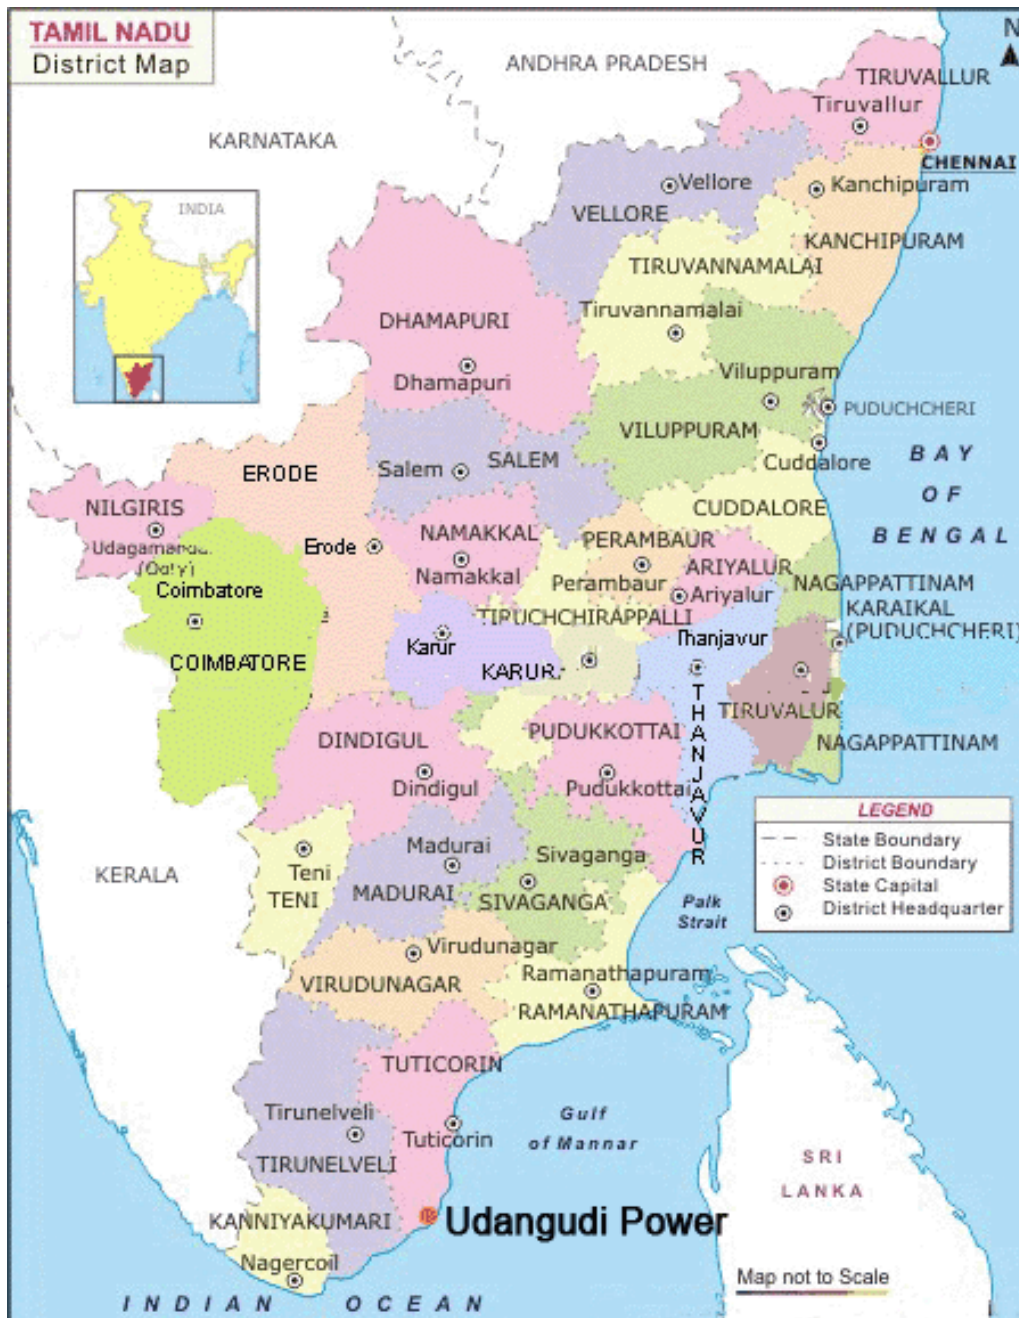 TAMIL NADU
District Map
N
ANDHRA PRADESH
TIRUVALLUR
Tiruvallur
KARNATAKA
CHENNAI
Vellore
Kanchipuram
VELLORE
INDIA
KANCHIPURAM
TIRUVANNAMALAI
Tiruvannamalai
DHAMAPURI
Viluppuram
Dhamapuri
PUDUCHCHERI
VILUPPURAM
BAY
OF
BENGAL
Cuddalore
SALEM
Salem
ERODE
CUDDALORE
NILGIRIS
NAMAKKAL
PERAMBAUR
Erode
ARIYALUR
(Ooty)
Namakkal
Perambaur
Ariyalur
NAGAPPATTINAM
Coimbatore
KARAIKAL
(PUDUCHCHERI)
TIRUCHCHIRAPPALLI
Karur
Thanjavur
COIMBATORE
KARUR
THANJAVUR
TIRUVALUR
DINDIGUL
PUDUKKOTTAI
NAGAPPATTINAM
Dindigul
Pudukkottai
LEGEND
State Boundary
District Boundary
State Capital
District Headquarter
Madurai
Sivaganga
Teni
KERALA
TENI
MADURAI
SIVAGANGA
Palk
Strait
Virudunagar
VIRUDUNAGAR
Ramanathapuram
RAMANATHAPURAM
TUTICORIN
Tirunelveli
Tuticorin
Gulf
of Mannar
TIRUNELVELI
SRI
LANKA
KANNIYAKUMARI
Udangudi Power
Nagercoil
Map not to Scale
INDIAN OCEAN